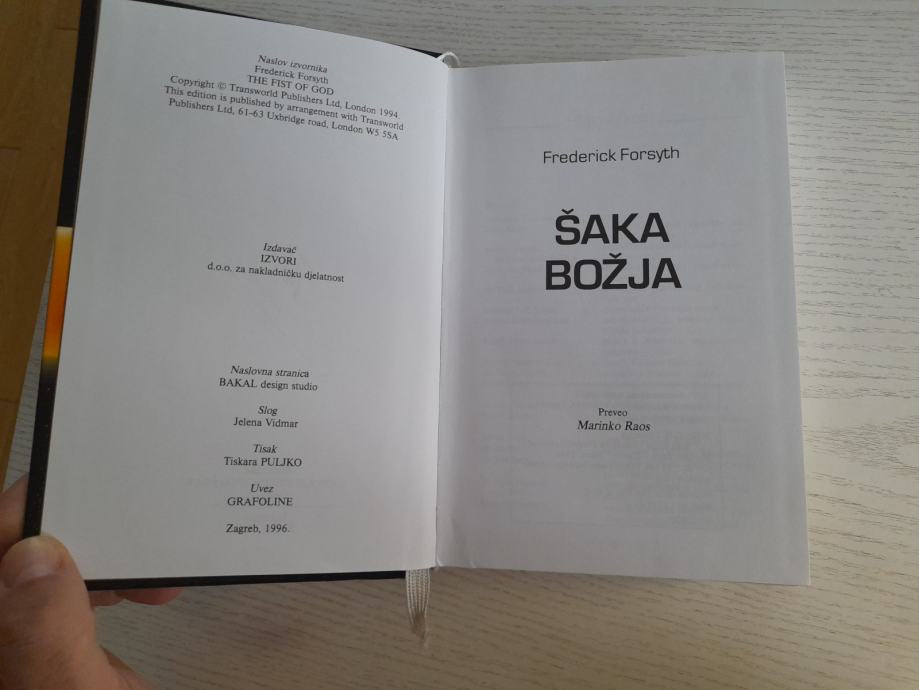 Naslov izvornika
Frederick Forsyth
THE FIST OF GOD
Copyright © Transworld Publishers Ltd, London 1994.
This edition is published by arrangement with Transworld
Publishers Ltd, 61-63 Uxbridge road, London W5 5SA
Izdavač
IZVORI
d.o.o. za nakladničku djelatnost
Naslovna stranica
BAKAL design studio
Slog
Jelena Vidmar
Tisak
Tiskara PULJKO
Uvez
GRAFOLINE
Zagreb, 1996.
Frederick Forsyth
ŠAKA
BOŽJA
Preveo
Marinko Raos